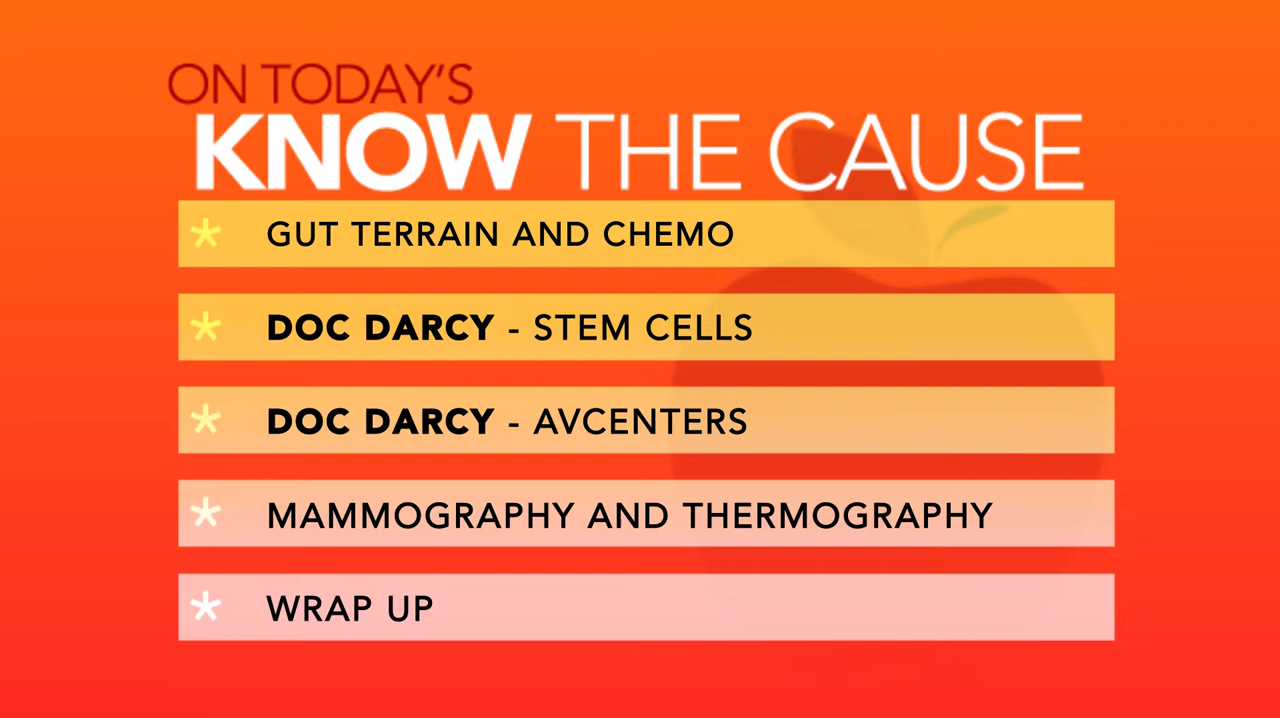 ON TODAY'S
KNOW THE CAUSE
* GUT TERRAIN AND CHEMO
* DOC DARCY - STEM CELLS
* DOC DARCY - AVCENTERS
* MAMMOGRAPHY AND THERMOGRAPHY
* WRAP UP